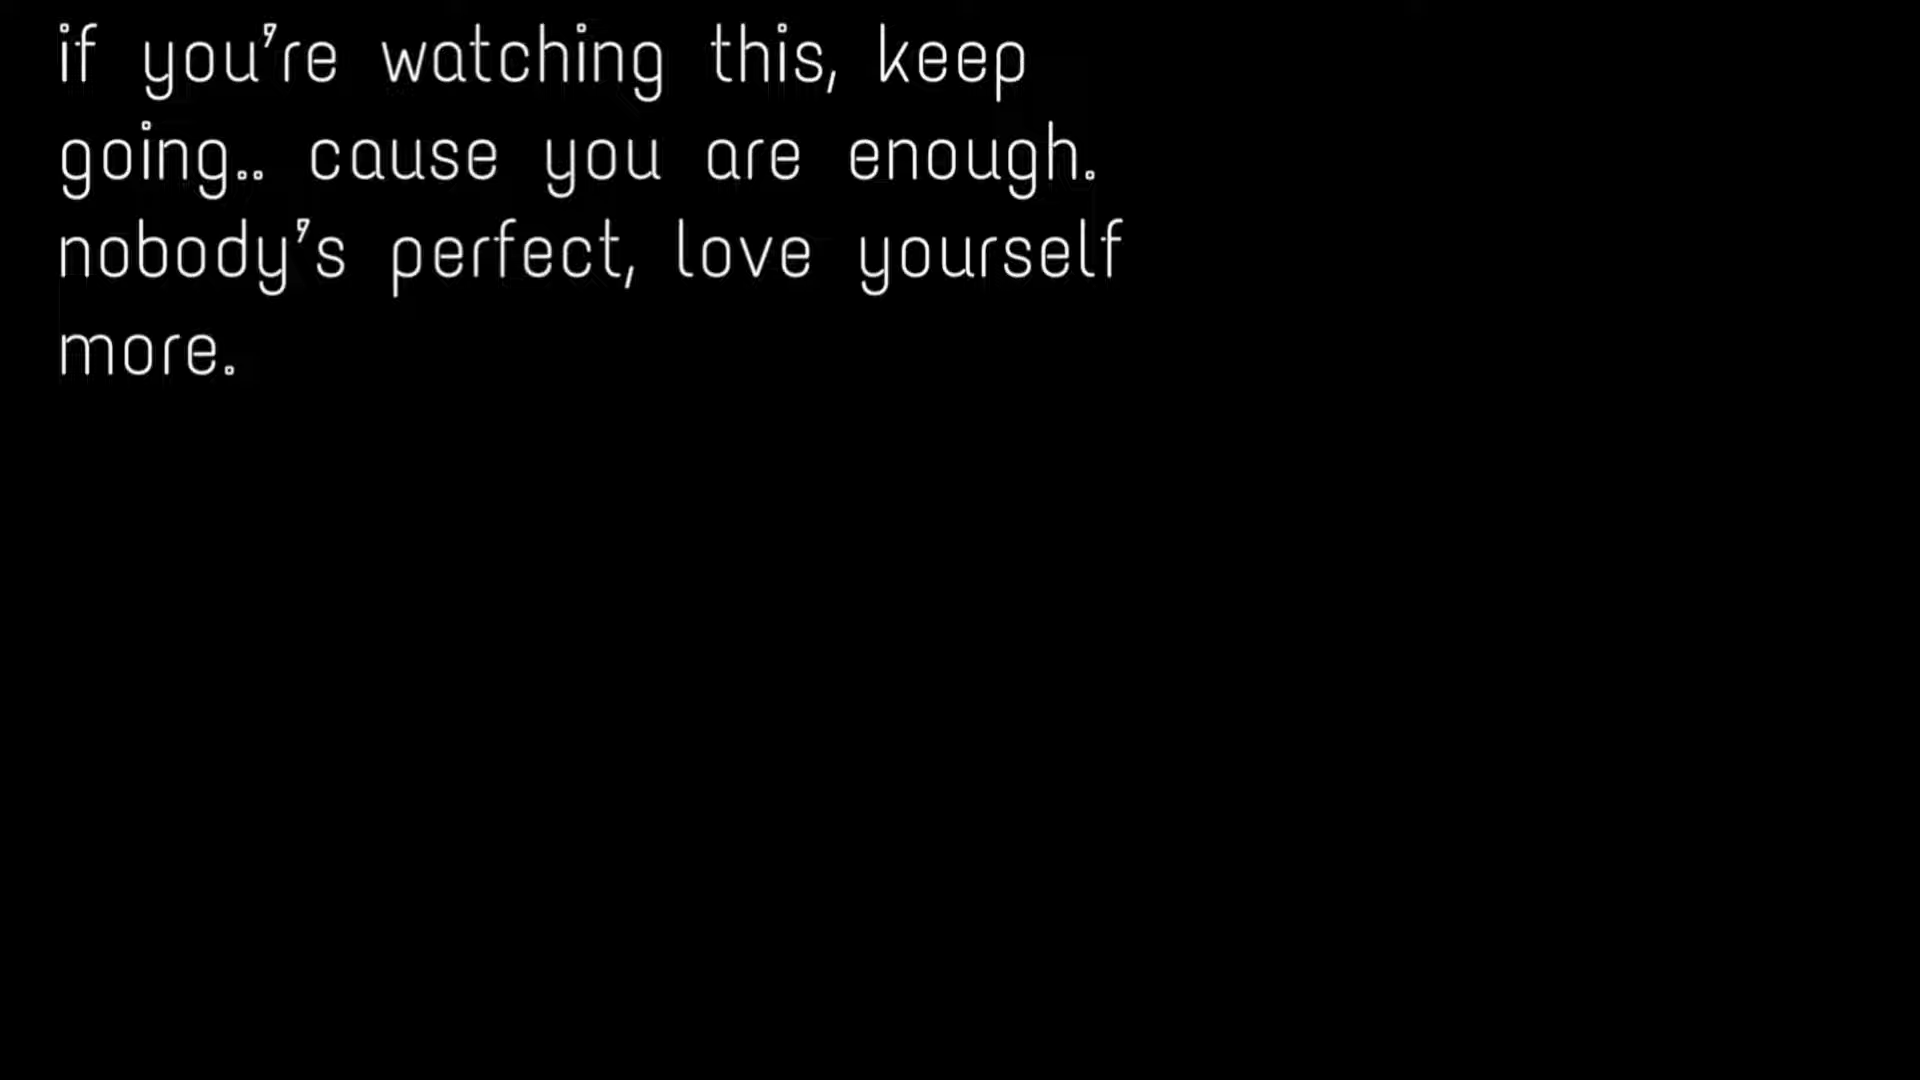 if you're watching this, keep
going.. cause you are enough.
nobody's perfect, love yourself
more.